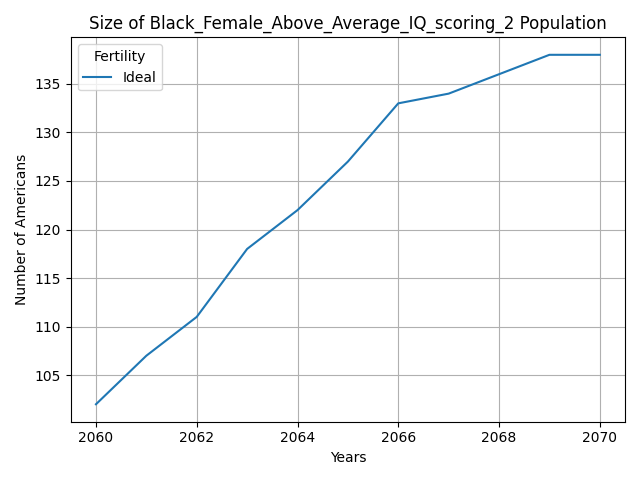 Size of Black_Female_Above_Average_IQ_scoring_2 Population
Fertility
Ideal
Number of Americans
135
130
125
120
115
110
105
2060 2062 2064 2066 2068 2070
Years